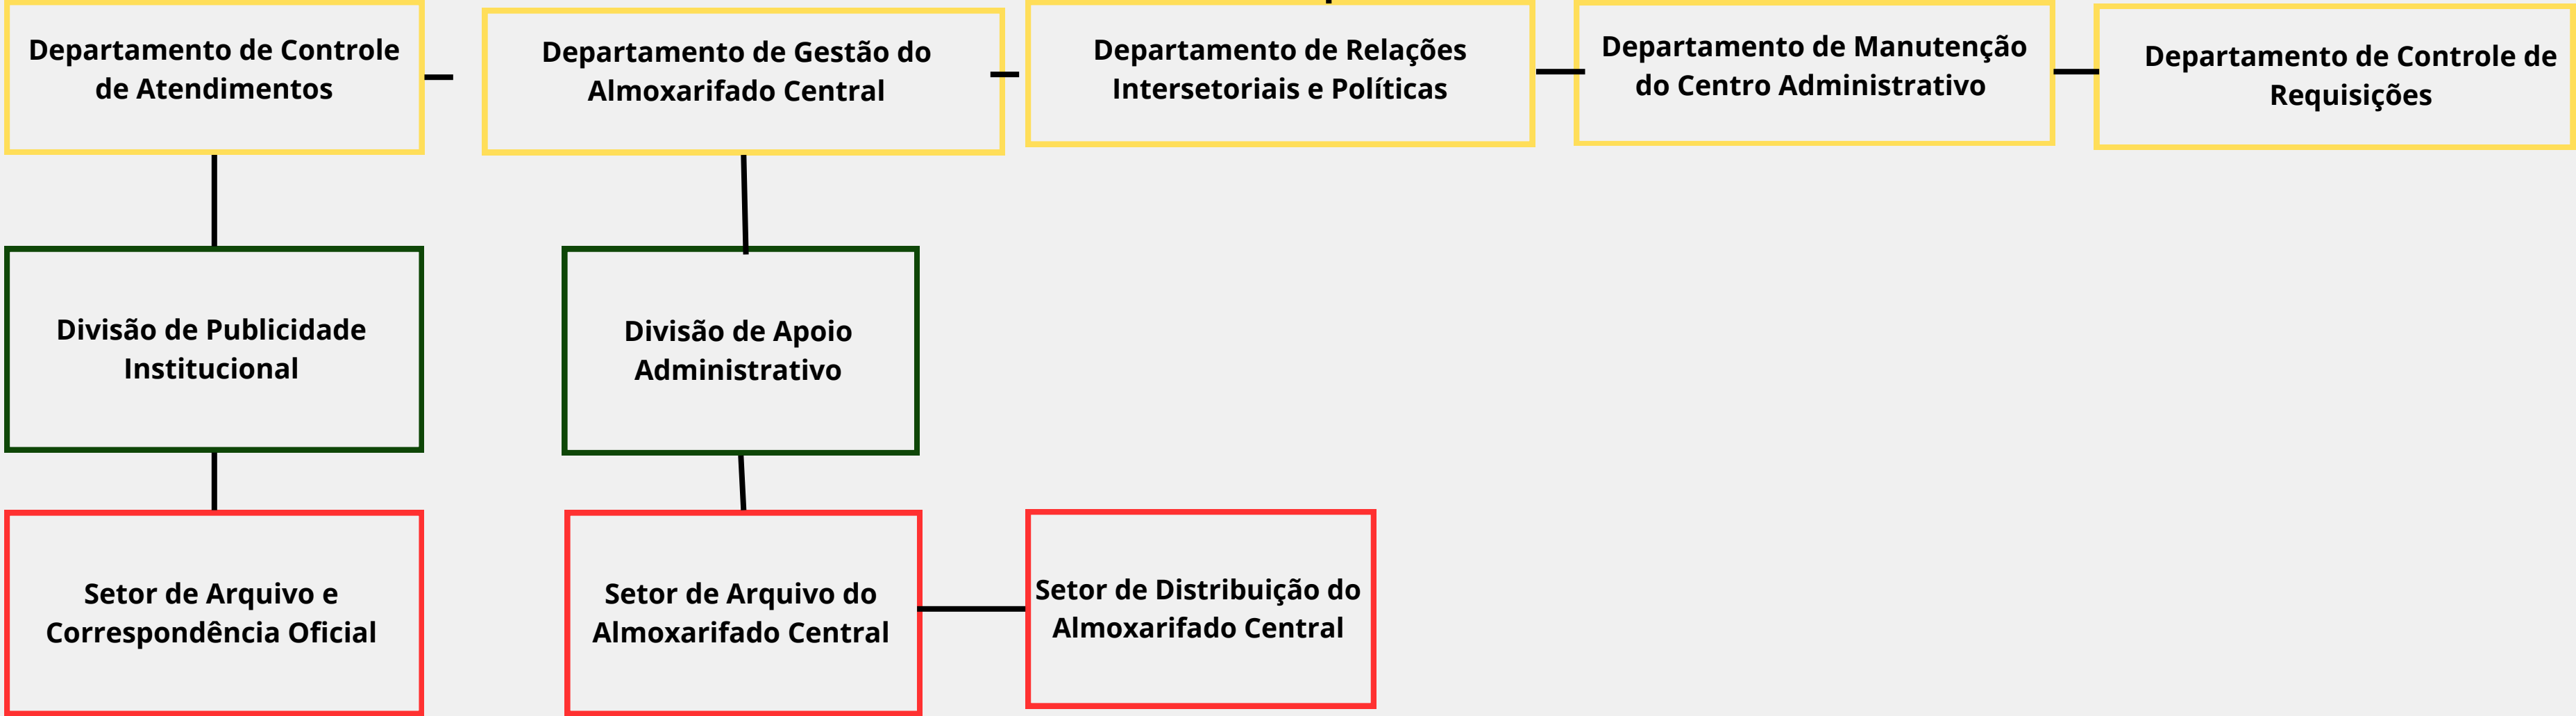 Departamento de Controle
de Atendimentos
Departamento de Gestão do
Almoxarifado Central
Departamento de Relações
Intersetoriais e Políticas
Departamento de Manutenção
do Centro Administrativo
Departamento de Controle de
Requisições
Divisão de Publicidade
Institucional
Divisão de Apoio
Administrativo
Setor de Arquivo e
Correspondência Oficial
Setor de Arquivo do
Almoxarifado Central
Setor de Distribuição do
Almoxarifado Central